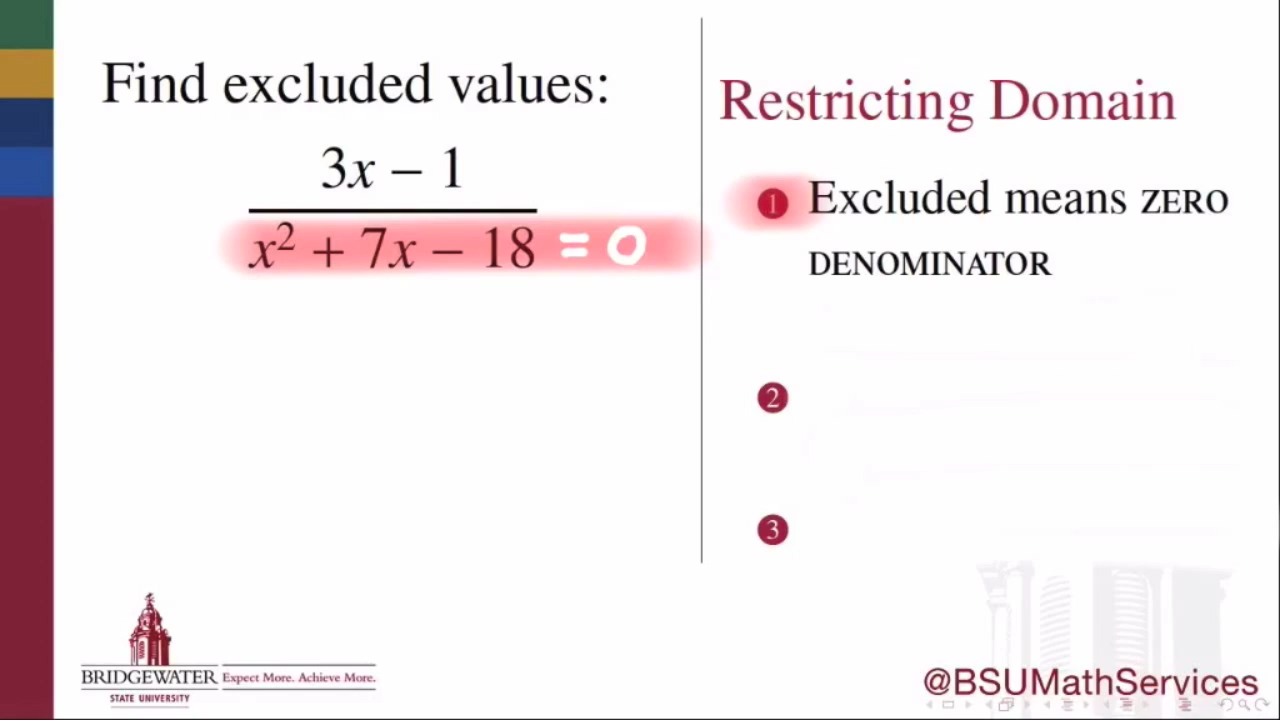 Find excluded values:
3x − 1
x² + 7x − 18 = 0
Restricting Domain
1 Excluded means ZERO
DENOMINATOR
2
3
BRIDGEWATER
STATE UNIVERSITY
Expect More. Achieve More.
@BSUMathServices